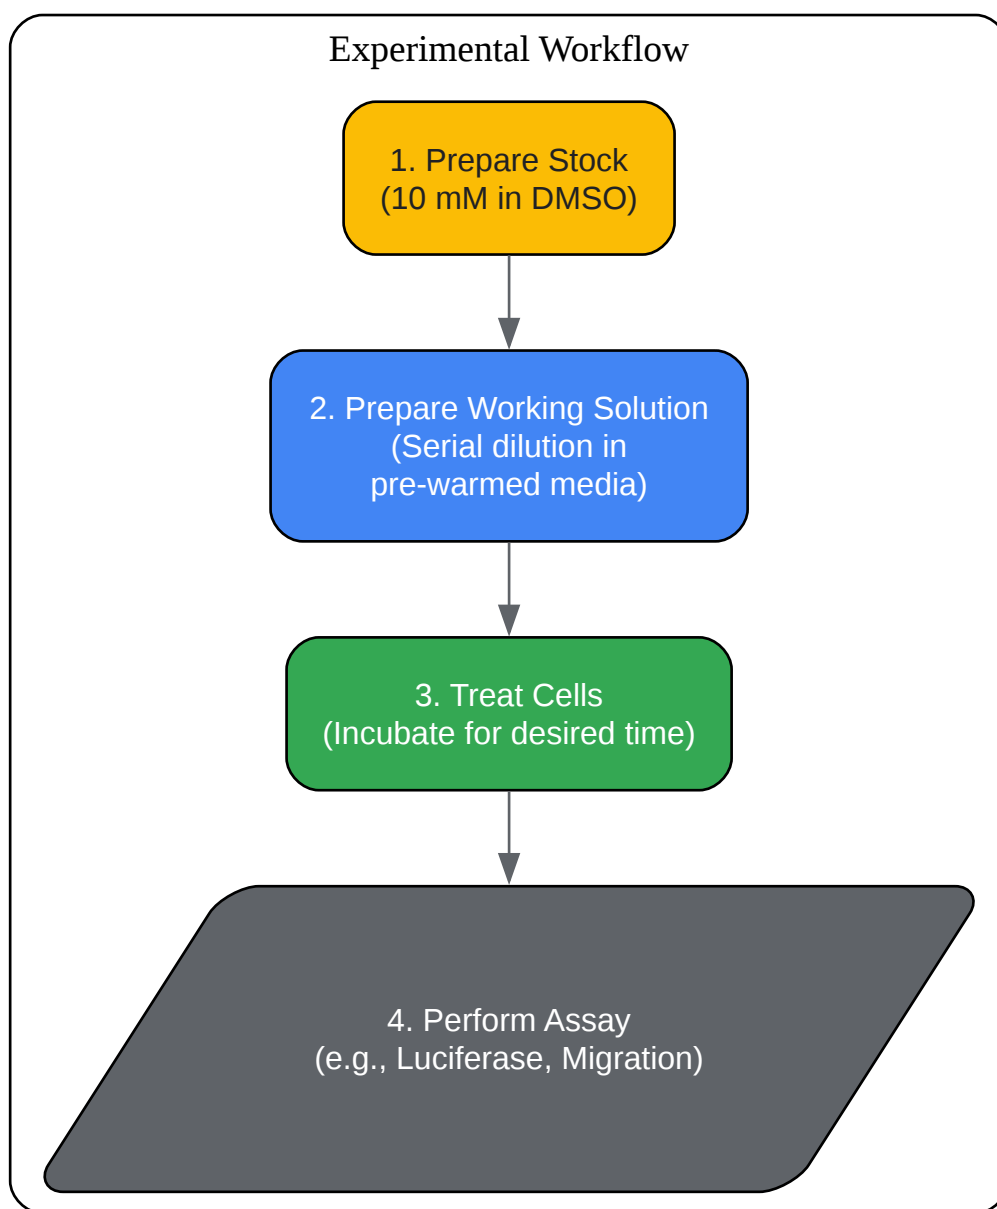 Experimental Workflow
1. Prepare Stock
(10 mM in DMSO)
2. Prepare Working Solution
(Serial dilution in
pre-warmed media)
3. Treat Cells
(Incubate for desired time)
4. Perform Assay
(e.g., Luciferase, Migration)